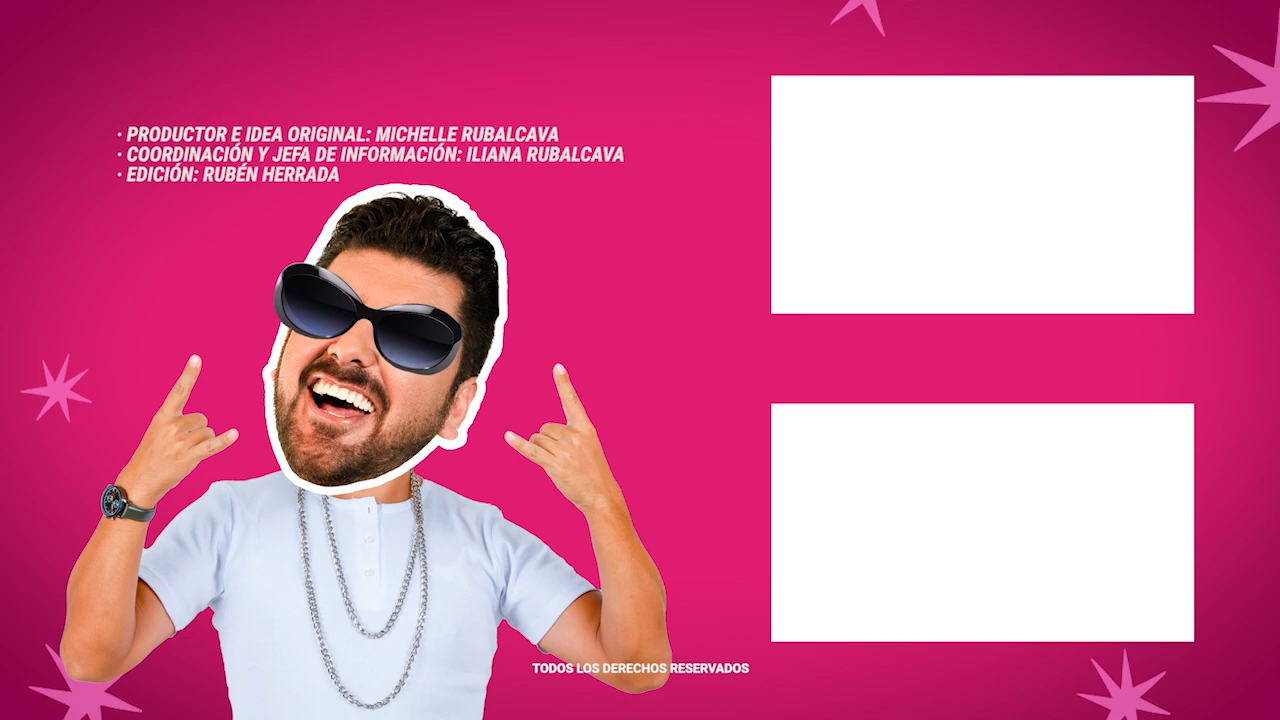 · PRODUCTOR E IDEA ORIGINAL: MICHELLE RUBALCAVA
· COORDINACIÓN Y JEFA DE INFORMACIÓN: ILIANA RUBALCAVA
· EDICIÓN: RUBÉN HERRADA
TODOS LOS DERECHOS RESERVADOS